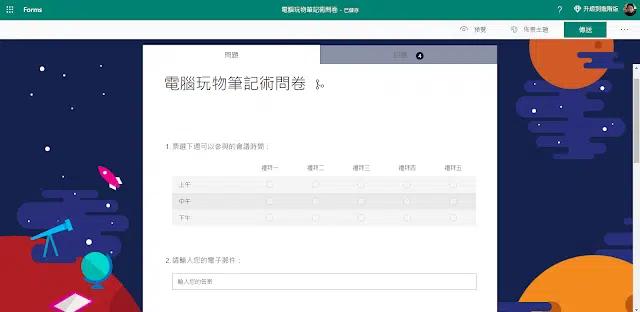 Forms
電腦玩物筆記術問卷 - 已儲存
? 升級到進階版
預覽 佈景主題 傳送 ...
問題 回應 4
電腦玩物筆記術問卷
1. 票選下週可以參與的會議時間：
禮拜一 禮拜二 禮拜三 禮拜四 禮拜五
上午
中午
下午
2. 請輸入您的電子郵件：
輸入您的答案